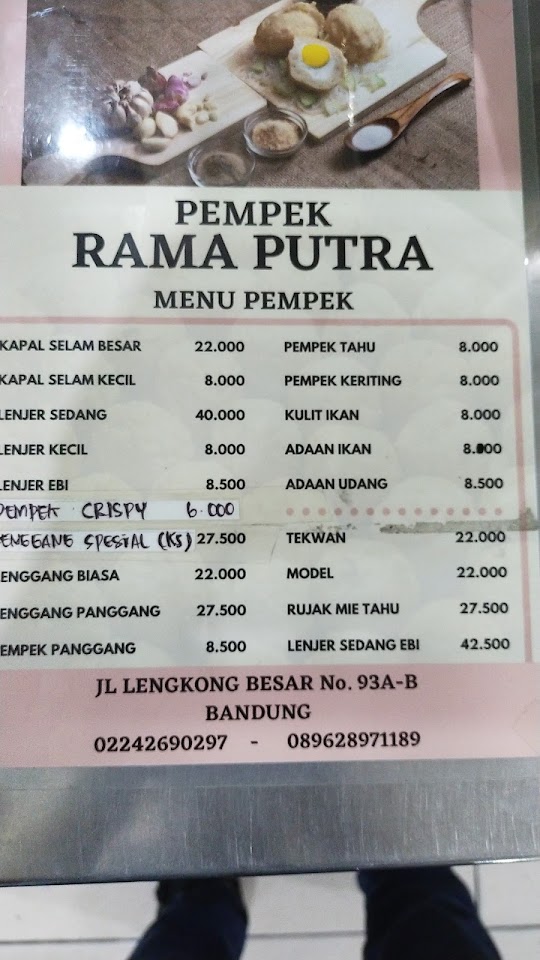 PEMPEK
RAMA PUTRA
MENU PEMPEK
KAPAL SELAM BESAR 22.000
KAPAL SELAM KECIL 8.000
LENJER SEDANG 40.000
LENJER KECIL 8.000
LENJER EBI 8.500
PEMPEK CRISPY 6.000
ENGGANG SPESIAL (KS) 27.500
ENGGANG BIASA 22.000
ENGGANG PANGGANG 27.500
EMPEK PANGGANG 8.500
PEMPEK TAHU 8.000
PEMPEK KERITING 8.000
KULIT IKAN 8.000
ADAAN IKAN 8.000
ADAAN UDANG 8.500
TEKWAN 22.000
MODEL 22.000
RUJAK MIE TAHU 27.500
LENJER SEDANG EBI 42.500
JL LENGKONG BESAR No. 93A-B
BANDUNG
02242690297 - 089628971189